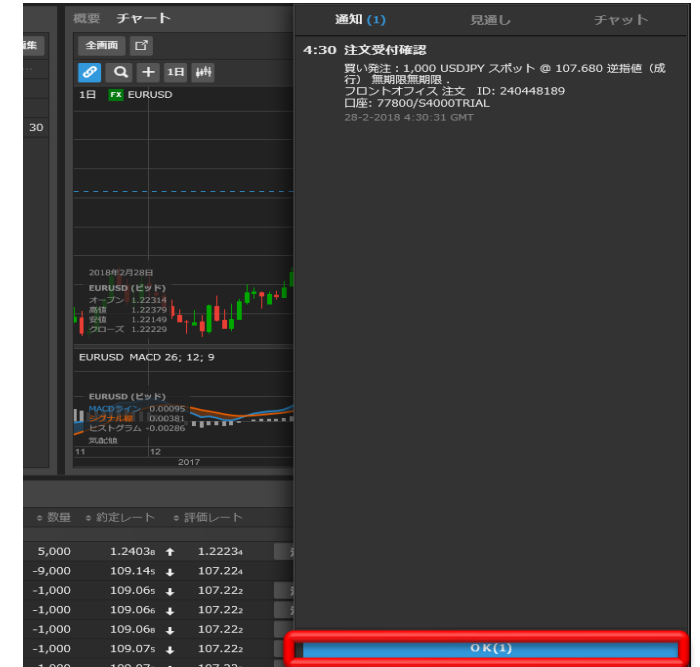 概要 チャート
通知 (1) 見通し チャット
集
全画面
1日
1日 FX EURUSD
30
4:30 注文受付確認
買い発注 : 1,000 USDJPY スポット @ 107.680 逆指値（成
行） 無期限無期限 .
フロントオフィス 注文 ID: 240448189
口座: 77800/S4000TRIAL
28-2-2018 4:30:31 GMT
2018年2月28日
EURUSD (ビッド)
オープン 1.22314
高値 1.22379
安値 1.22149
クローズ 1.22229
EURUSD MACD 26; 12; 9
EURUSD (ビッド)
MACDライン 0.00095
シグナル線 0.00381
ヒストグラム -0.00286
気配値
11 12
2017
数量 約定レート 評価レート
5,000 1.24038 1.22234
-9,000 109.145 107.224
-1,000 109.065 107.222
-1,000 109.066 107.222
-1,000 109.068 107.222
-1,000 109.075 107.222
OK(1)